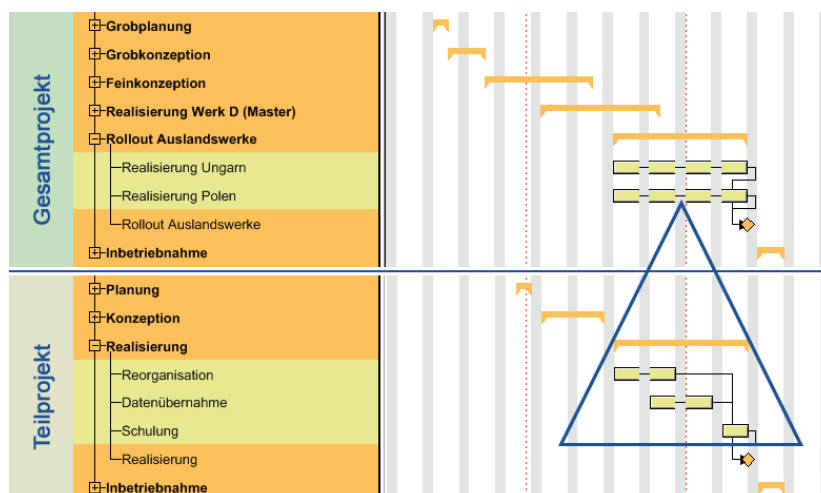 Gesamtprojekt
Grobplanung
Grobkonzeption
Feinkonzeption
Realisierung Werk D (Master)
Rollout Auslandswerke
Realisierung Ungarn
Realisierung Polen
Rollout Auslandswerke
Inbetriebnahme
Teilprojekt
Planung
Konzeption
Realisierung
Reorganisation
Datenübernahme
Schulung
Realisierung
Inbetriebnahme